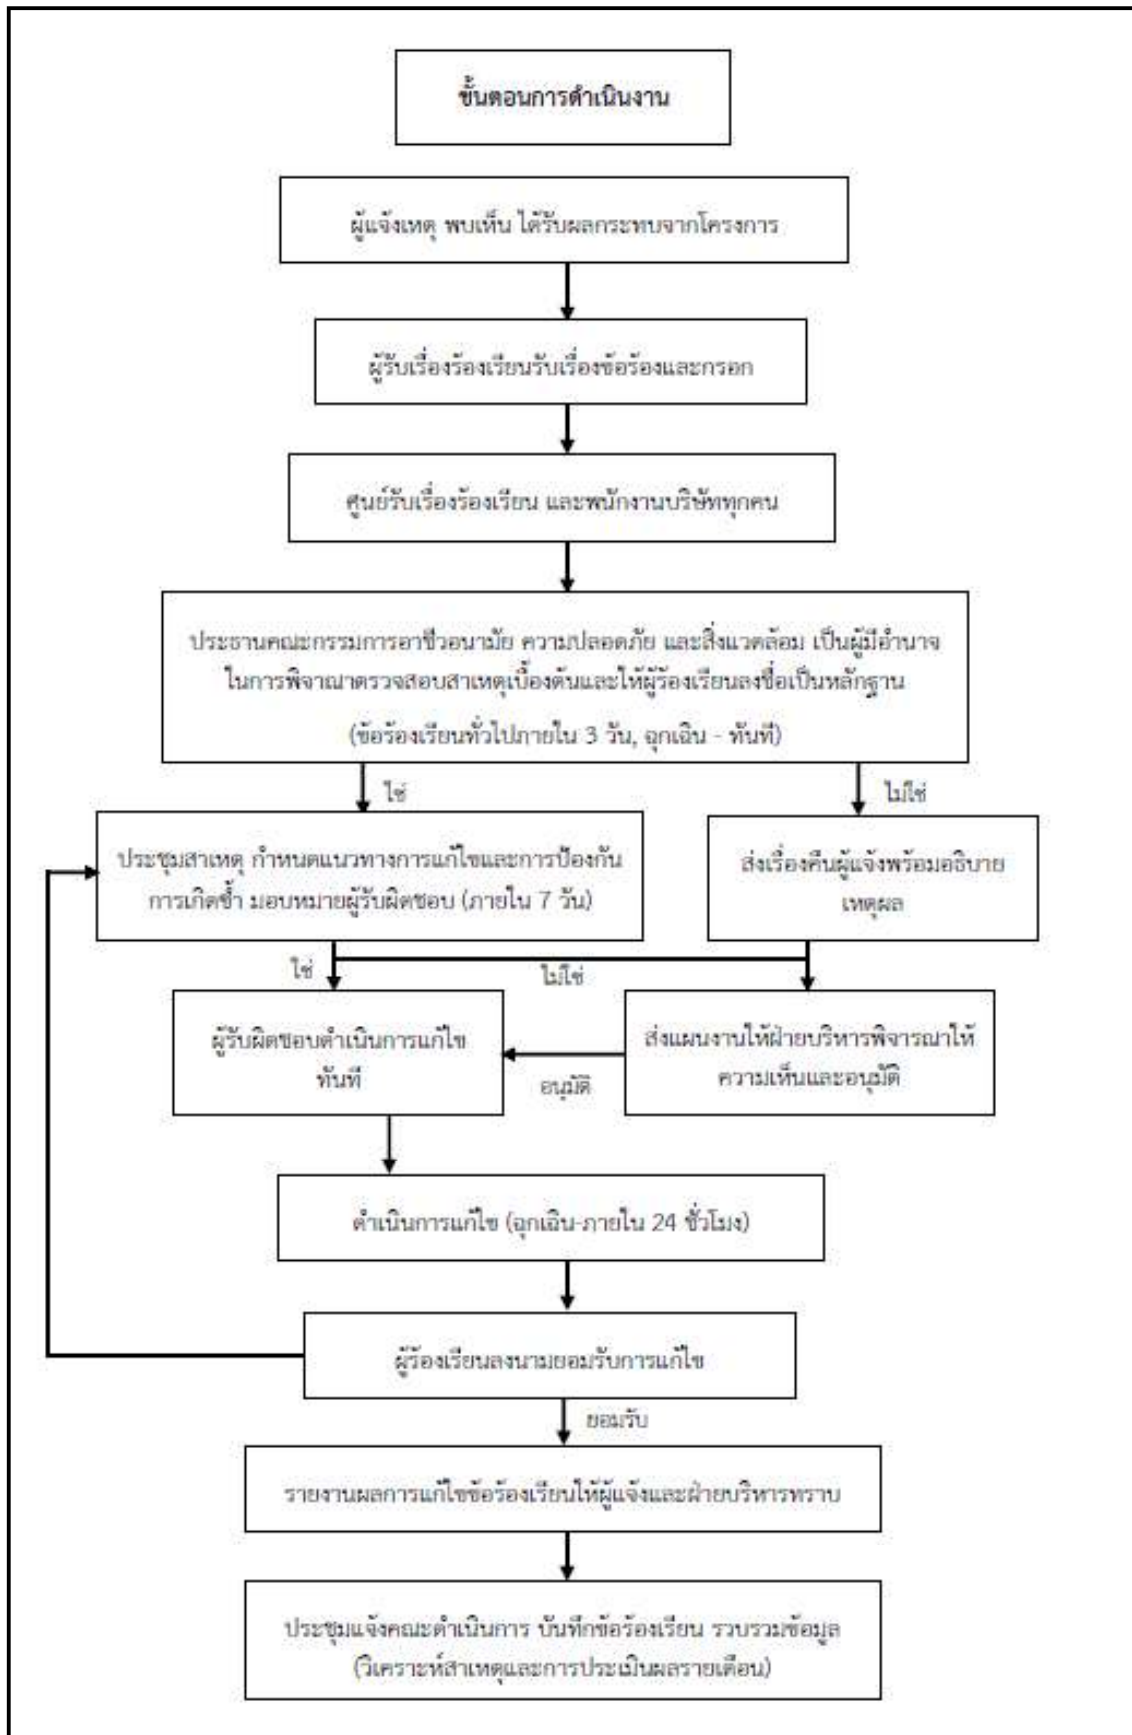 ขั้นตอนการดำเนินงาน
ผู้แจ้งเหตุ พบเห็น ได้รับผลกระทบจากโครงการ
ผู้รับเรื่องร้องเรียนรับเรื่องข้อร้องและกรอก
ศูนย์รับเรื่องร้องเรียน และพนักงานบริษัททุกคน
ประธานคณะกรรมการอาชีวอนามัย ความปลอดภัย และสิ่งแวดล้อม เป็นผู้มีอำนาจ
ในการพิจาณาตรวจสอบสาเหตุเบื้องต้นและให้ผู้ร้องเรียนลงชื่อเป็นหลักฐาน
(ข้อร้องเรียนทั่วไปภายใน 3 วัน, ฉุกเฉิน - ทันที)
ใช่
ไม่ใช่
ประชุมสาเหตุ กำหนดแนวทางการแก้ไขและการป้องกัน
การเกิดซ้ำ มอบหมายผู้รับผิดชอบ (ภายใน 7 วัน)
ส่งเรื่องคืนผู้แจ้งพร้อมอธิบาย
เหตุผล
ใช่
ไม่ใช่
ผู้รับผิดชอบดำเนินการแก้ไข
ทันที
ส่งแผนงานให้ฝ่ายบริหารพิจารณาให้
ความเห็นและอนุมัติ
อนุมัติ
ดำเนินการแก้ไข (ฉุกเฉิน-ภายใน 24 ชั่วโมง)
ผู้ร้องเรียนลงนามยอมรับการแก้ไข
ยอมรับ
รายงานผลการแก้ไขข้อร้องเรียนให้ผู้แจ้งและฝ่ายบริหารทราบ
ประชุมแจ้งคณะดำเนินการ บันทึกข้อร้องเรียน รวบรวมข้อมูล
(วิเคราะห์สาเหตุและการประเมินผลรายเดือน)